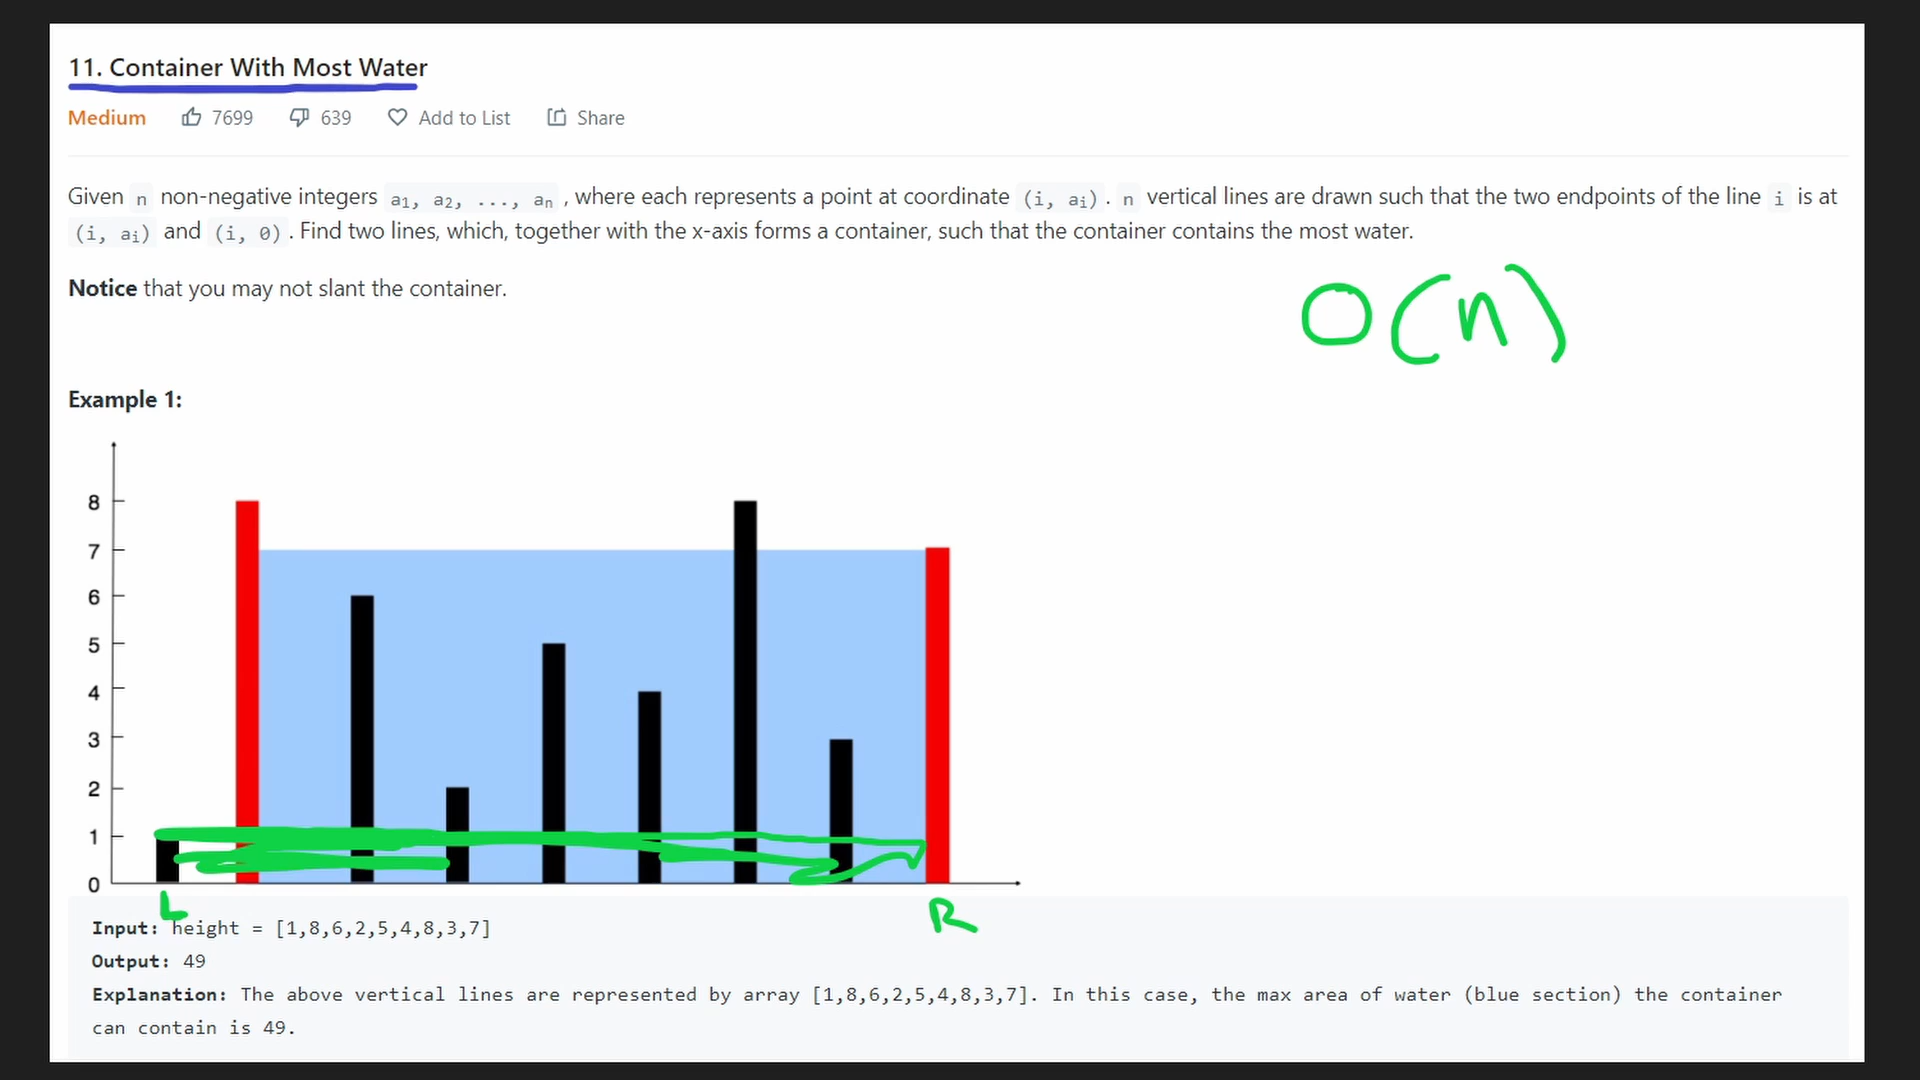 11. Container With Most Water
Medium 7699 639 Add to List Share
Given n non-negative integers a1, a2, ..., an , where each represents a point at coordinate (i, ai) . n vertical lines are drawn such that the two endpoints of the line i is at
(i, ai) and (i, 0) . Find two lines, which, together with the x-axis forms a container, such that the container contains the most water.
Notice that you may not slant the container.
O(n)
Example 1:
8
7
6
5
4
3
2
1
0
L
R
Input: height = [1,8,6,2,5,4,8,3,7]
Output: 49
Explanation: The above vertical lines are represented by array [1,8,6,2,5,4,8,3,7]. In this case, the max area of water (blue section) the container
can contain is 49.